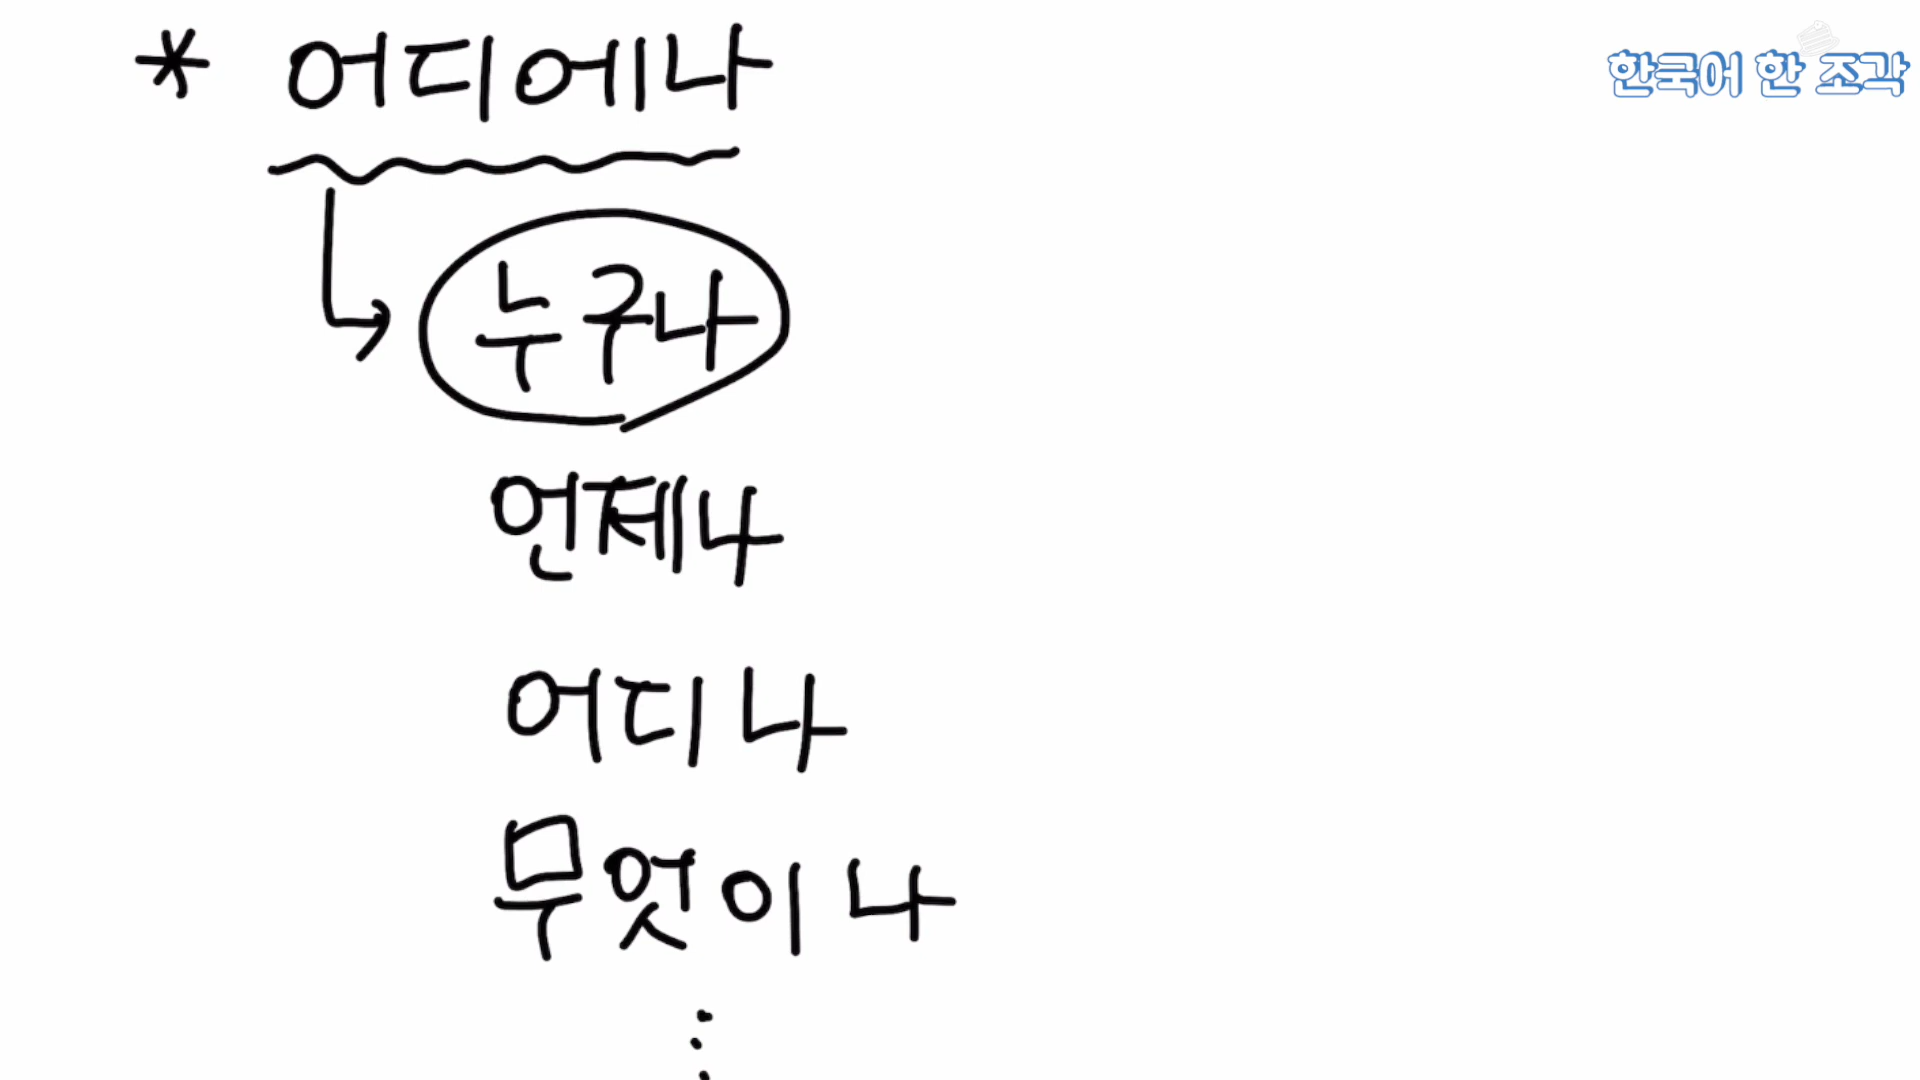 * 어디에나
한국어 한 조각
누구나
언제나
어디나
무엇이나